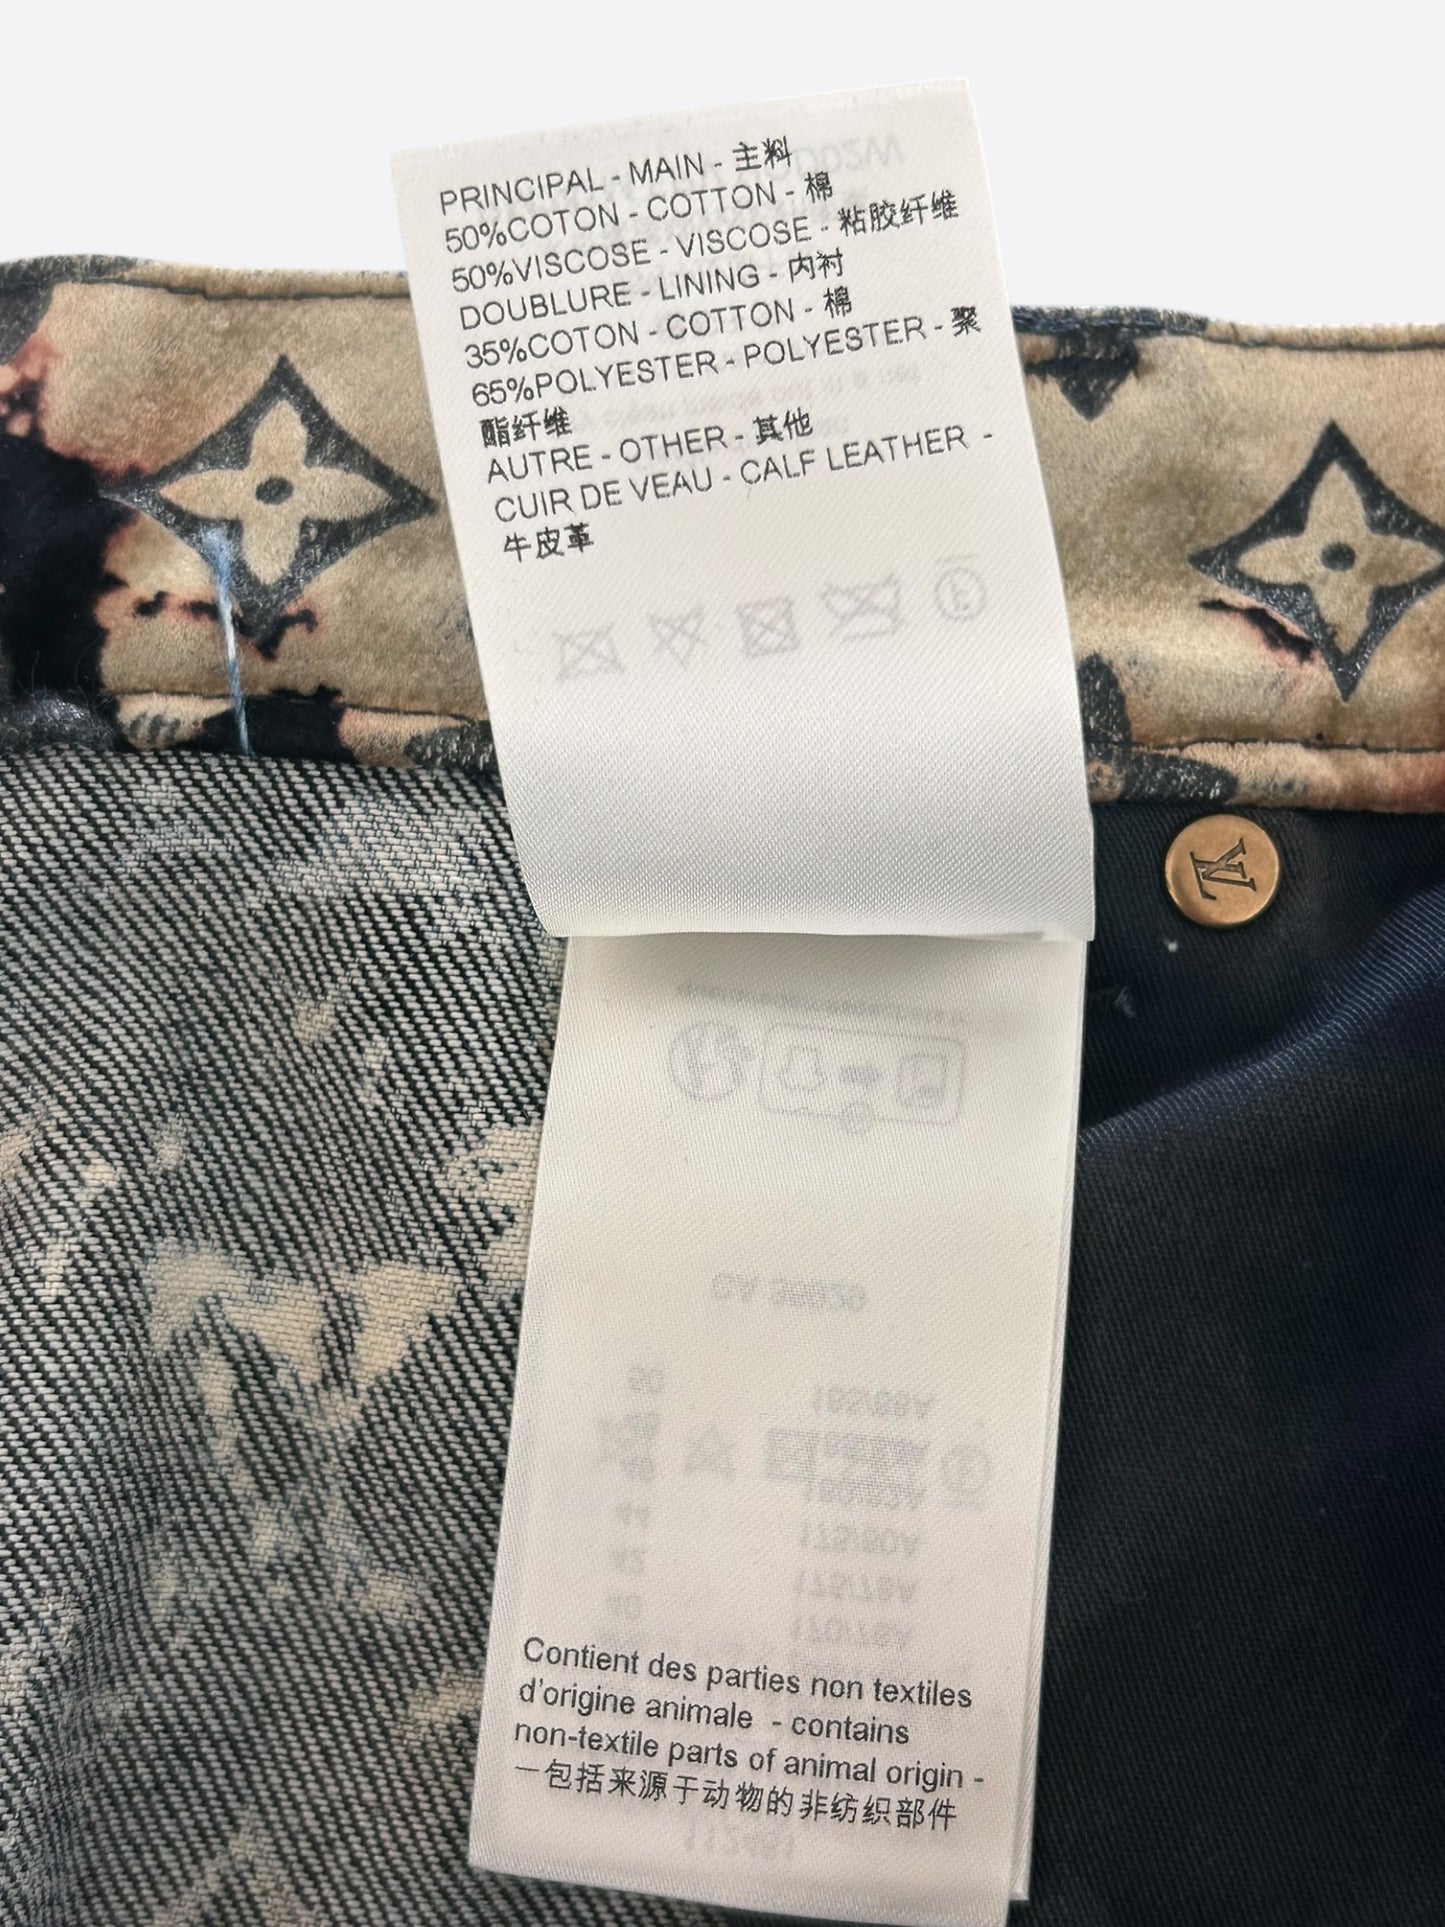 PRINCIPAL - MAIN - 主料
50%COTON - COTTON - 棉
50%VISCOSE - VISCOSE - 粘胶纤维
DOUBLURE - LINING - 内衬
35%COTON - COTTON - 棉
65%POLYESTER - POLYESTER - 聚
酯纤维
AUTRE - OTHER - 其他
CUIR DE VEAU - CALF LEATHER -
牛皮革
LV
CA 35929
Contient des parties non textiles
d'origine animale - contains
non-textile parts of animal origin -
一包括来源于动物的非纺织部件